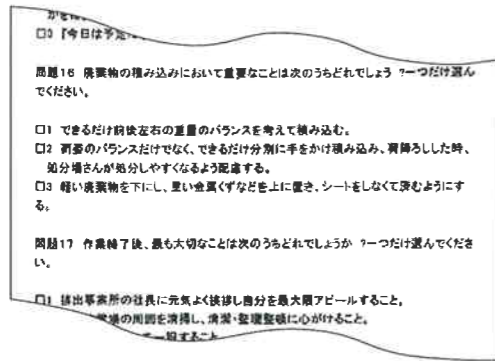 □3 『今日は予定
問題16 廃棄物の積み込みにおいて重要なことは次のうちどれでしょう ?一つだけ選ん
でください。
□1 できるだけ前後左右の重量のバランスを考えて積み込む。
□2 荷姿のバランスだけでなく、できるだけ分別に手をかけ積み込み、荷降ろしした時、
処分場さんが処分しやすくなるよう配慮する。
□3 軽い廃棄物を下にし、重い金属くずなどを上に置き、シートをしなくて済むようにす
る。
問題17 作業終了後、最も大切なことは次のうちどれでしょうか ?一つだけ選んでくださ
い。
□1 排出事業所の社長に元気よく挨拶し自分を最大限アピールすること。
の周囲を清掃し、清潔・整理整頓に心がけること。